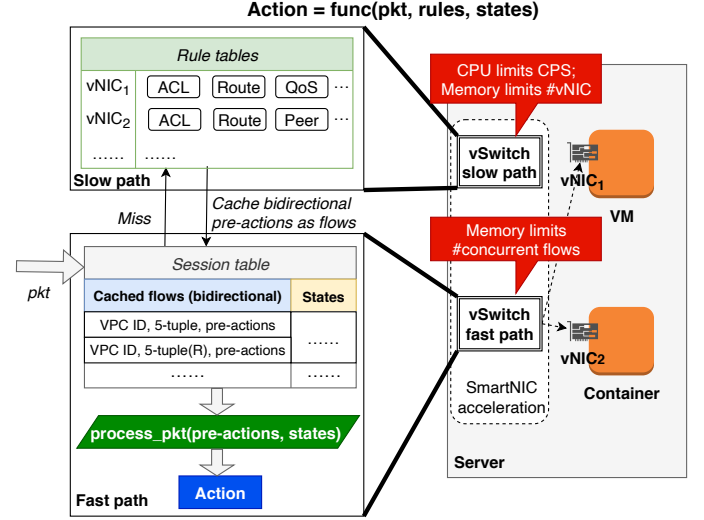 Action = func(pkt, rules, states)
Rule tables
vNIC1 ACL Route QoS ...
vNIC2 ACL Route Peer ...
...... ......
Slow path
Miss
Cache bidirectional
pre-actions as flows
pkt
Session table
Cached flows (bidirectional) States
VPC ID, 5-tuple, pre-actions
VPC ID, 5-tuple(R), pre-actions
......
......
process_pkt(pre-actions, states)
Action
Fast path
CPU limits CPS;
Memory limits #vNIC
vSwitch
slow path
vNIC1
VM
Memory limits
#concurrent flows
vSwitch
fast path
vNIC2
Container
SmartNIC
acceleration
Server